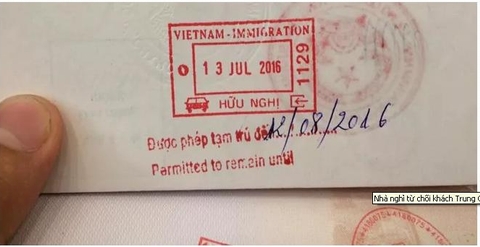 VIETNAM - IMMIGRATION
13 JUL 2016
1129
HỮU NGHỊ
Được phép tạm trú đến 12/08/2016
Parmitted to remain until
Nhà nghỉ từ chối khách Trung